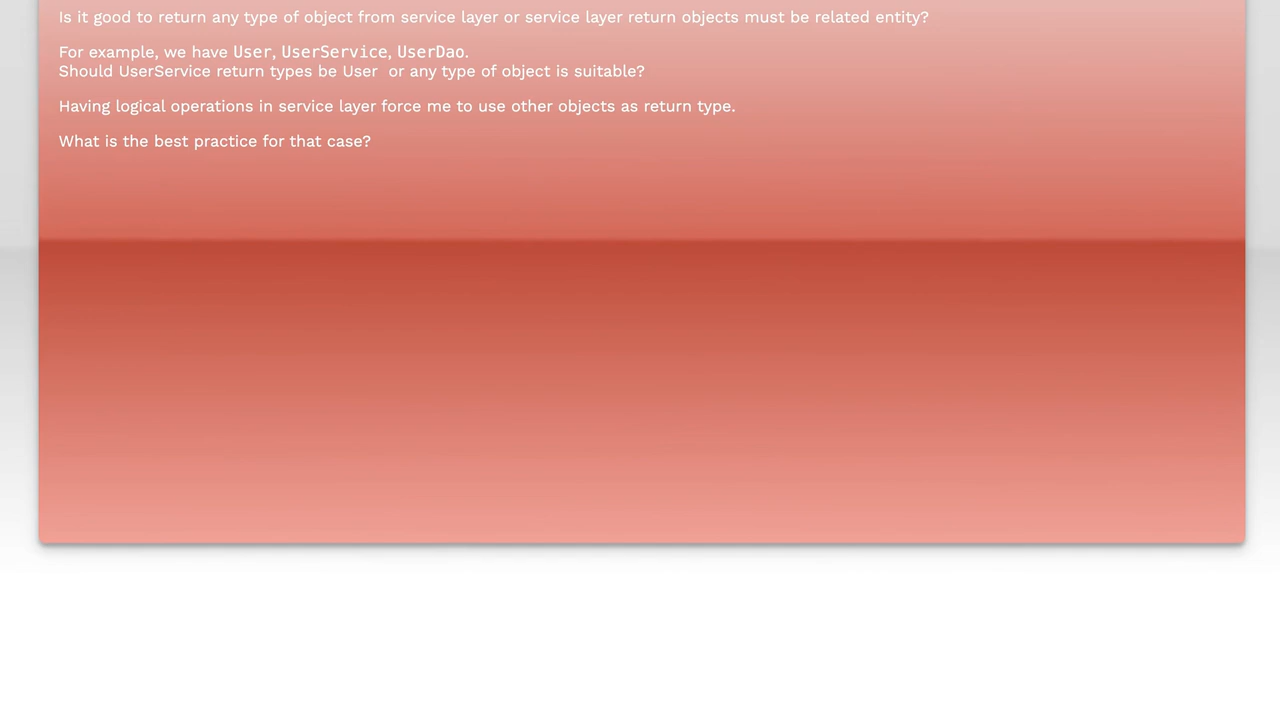 Is it good to return any type of object from service layer or service layer return objects must be related entity?
For example, we have User, UserService, UserDao.
Should UserService return types be User  or any type of object is suitable?
Having logical operations in service layer force me to use other objects as return type.
What is the best practice for that case?